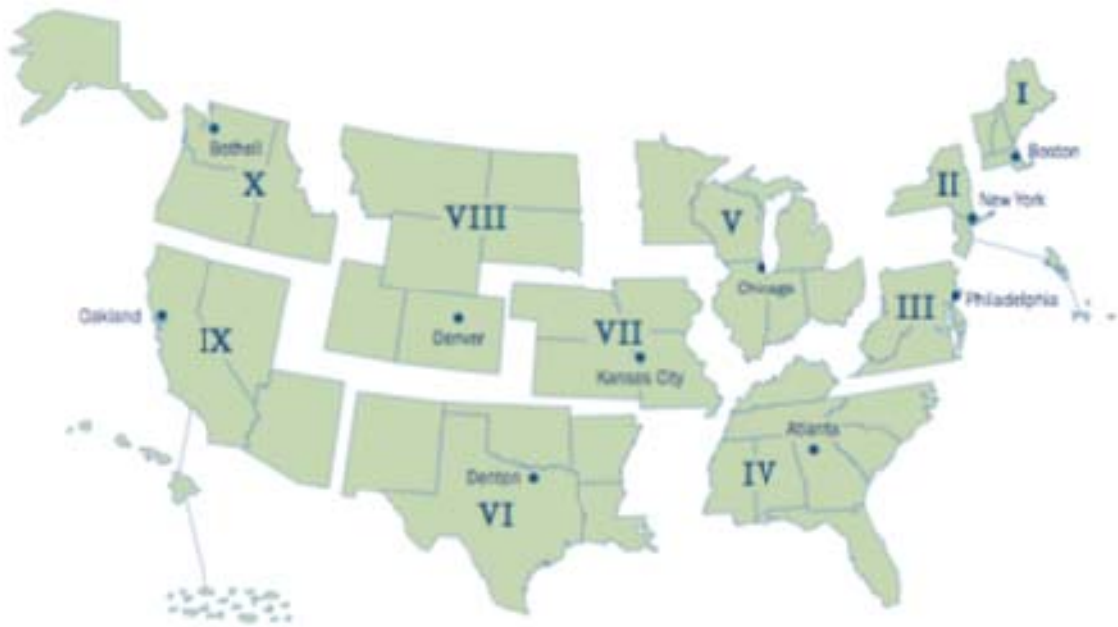 I
Bothell
Boston
X
II
New York
VIII
V
Chicago
III
Philadelphia
Oakland
IX
Denver
VII
Kansas City
Atlanta
Denton
IV
VI